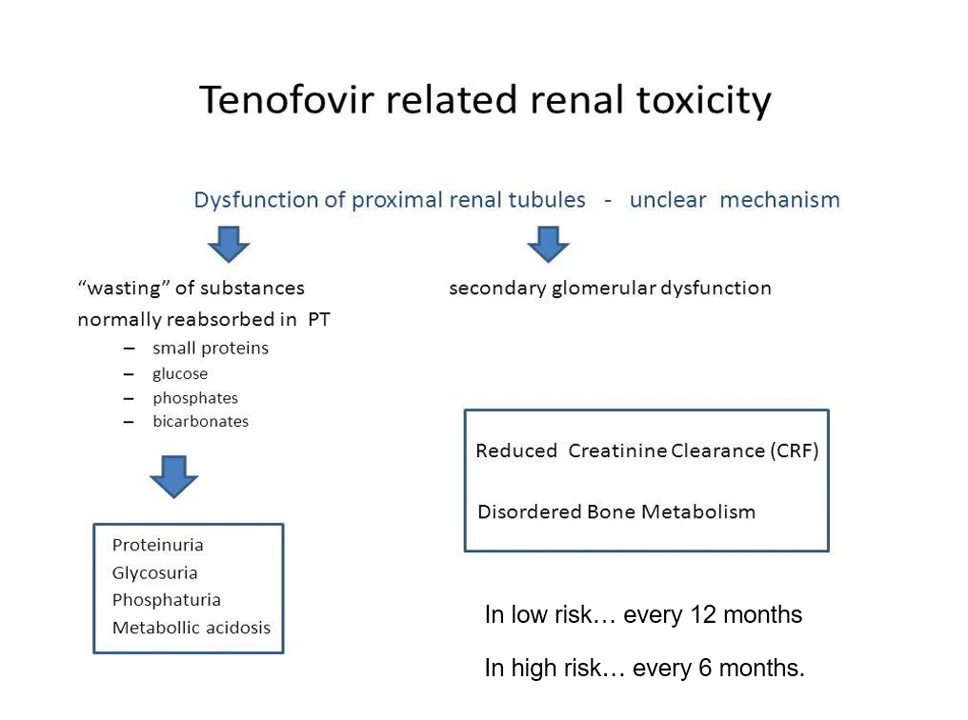 Tenofovir related renal toxicity
Dysfunction of proximal renal tubules - unclear mechanism
“wasting” of substances
normally reabsorbed in PT
– small proteins
– glucose
– phosphates
– bicarbonates
Proteinuria
Glycosuria
Phosphaturia
Metabollic acidosis
secondary glomerular dysfunction
Reduced Creatinine Clearance (CRF)
Disordered Bone Metabolism
In low risk… every 12 months
In high risk… every 6 months.